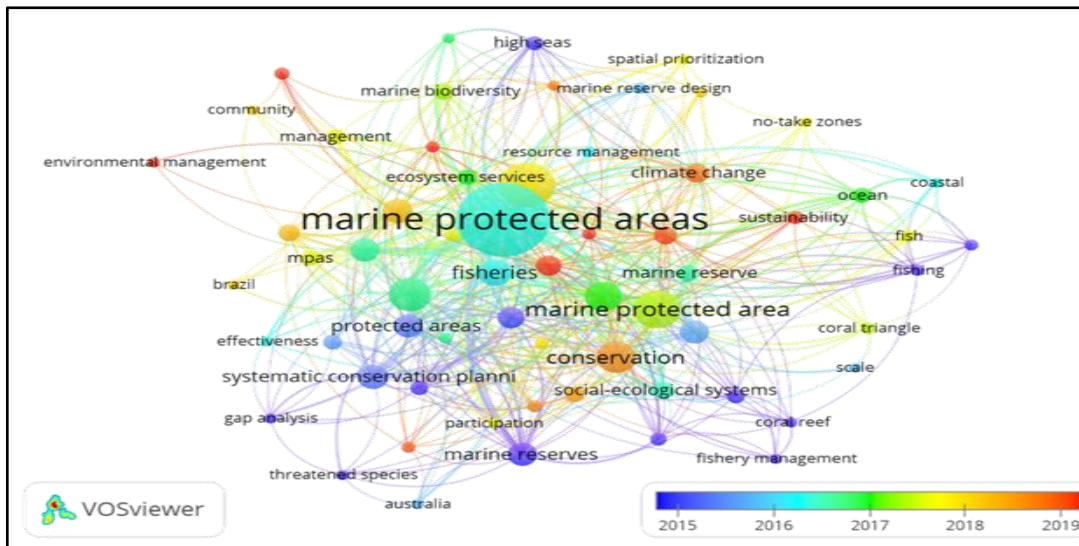 high seas
spatial prioritization
marine biodiversity
marine reserve design
community
no-take zones
management
resource management
environmental management
ecosystem services
climate change
coastal
ocean
marine protected areas
sustainability
fish
mpas
fisheries
marine reserve
fishing
brazil
marine protected area
protected areas
coral triangle
effectiveness
conservation
scale
systematic conservation planni
social-ecological systems
gap analysis
participation
coral reef
marine reserves
fishery management
threatened species
australia
VOSviewer
2015 2016 2017 2018 2019